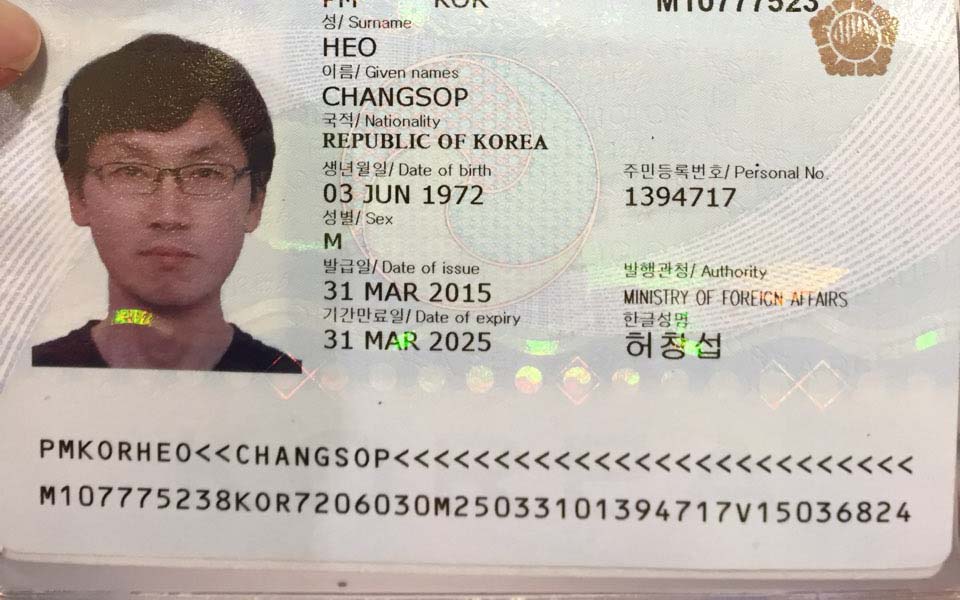 PM KOR M10777523
성/ Surname
HEO
이름/ Given names
CHANGSOP
국적/ Nationality
REPUBLIC OF KOREA
생년월일/ Date of birth 주민등록번호/ Personal No.
03 JUN 1972 1394717
성별/ Sex
M
발급일/ Date of issue 발행관청/ Authority
31 MAR 2015 MINISTRY OF FOREIGN AFFAIRS
기간만료일/ Date of expiry 한글성명
31 MAR 2025 허창섭
PMKORHEO<<CHANGSOP<<<<<<<<<<<<<<<<<<<<<<<<<<
M107775238KOR7206030M25033101394717V15036824